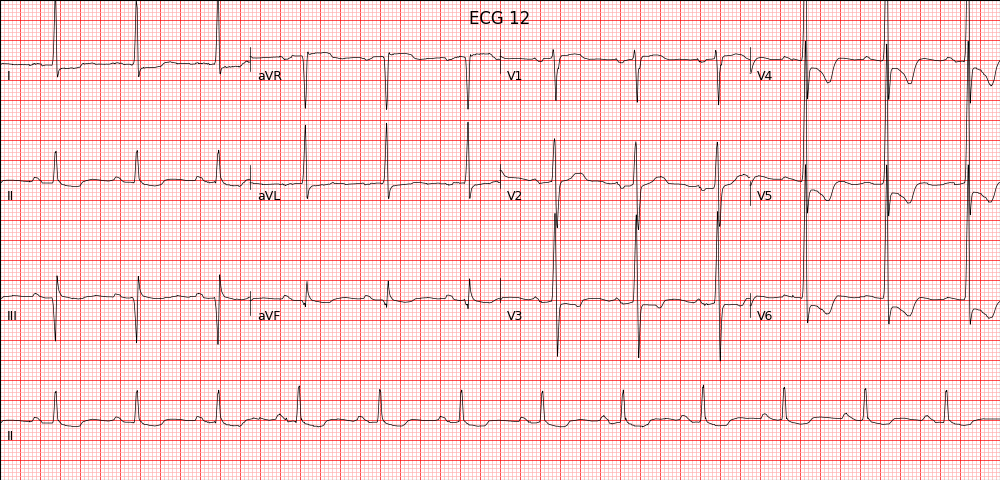 ECG 12
I aVR V1 V4
II aVL V2 V5
III aVF V3 V6
II